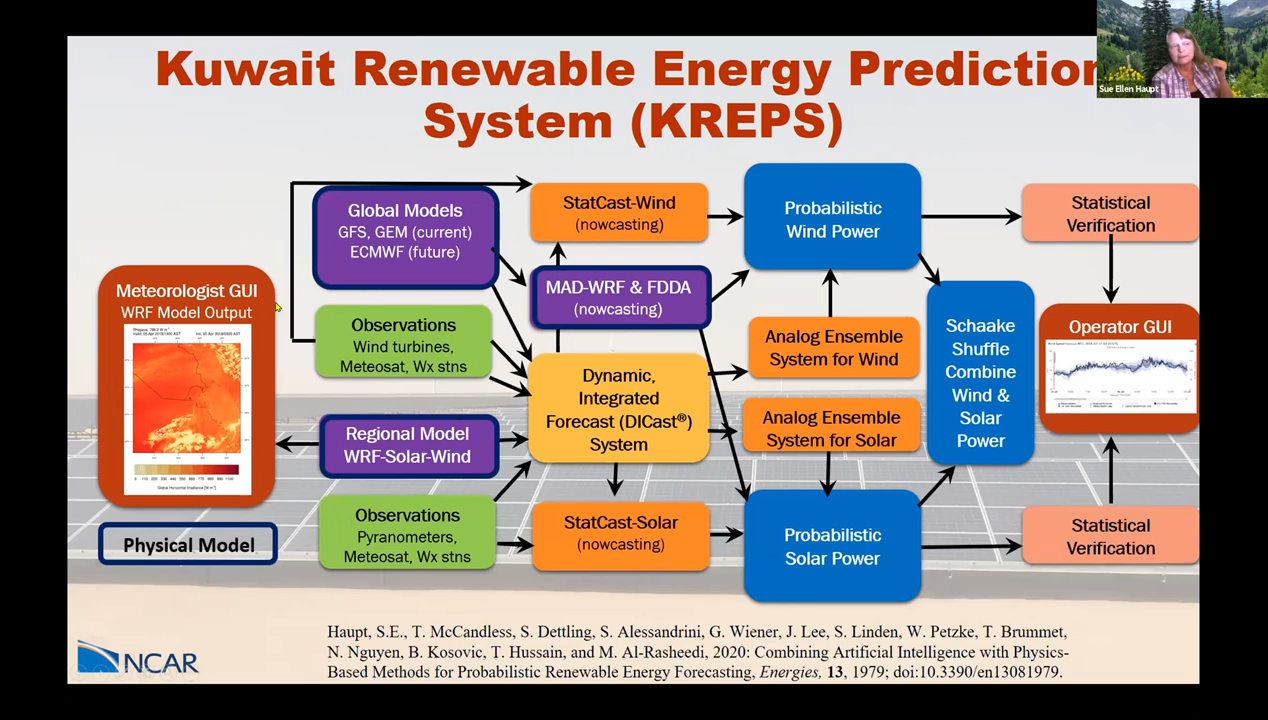 Kuwait Renewable Energy Prediction
System (KREPS)
Sue Ellen Haupt
Meteorologist GUI
WRF Model Output
Global Horizontal Irradiance [W m⁻²]
Physical Model
Global Models
GFS, GEM (current)
ECMWF (future)
Observations
Wind turbines,
Meteosat, Wx stns
Regional Model
WRF-Solar-Wind
Observations
Pyranometers,
Meteosat, Wx stns
StatCast-Wind
(nowcasting)
MAD-WRF & FDDA
(nowcasting)
Dynamic,
Integrated
Forecast (DICast®)
System
StatCast-Solar
(nowcasting)
Probabilistic
Wind Power
Analog Ensemble
System for Wind
Analog Ensemble
System for Solar
Probabilistic
Solar Power
Schaake
Shuffle
Combine
Wind &
Solar
Power
Statistical
Verification
Operator GUI
Statistical
Verification
NCAR
Haupt, S.E., T. McCandless, S. Dettling, S. Alessandrini, G. Wiener, J. Lee, S. Linden, W. Petzke, T. Brummet,
N. Nguyen, B. Kosovic, T. Hussain, and M. Al-Rasheedi, 2020: Combining Artificial Intelligence with Physics-
Based Methods for Probabilistic Renewable Energy Forecasting, Energies, 13, 1979; doi:10.3390/en13081979.